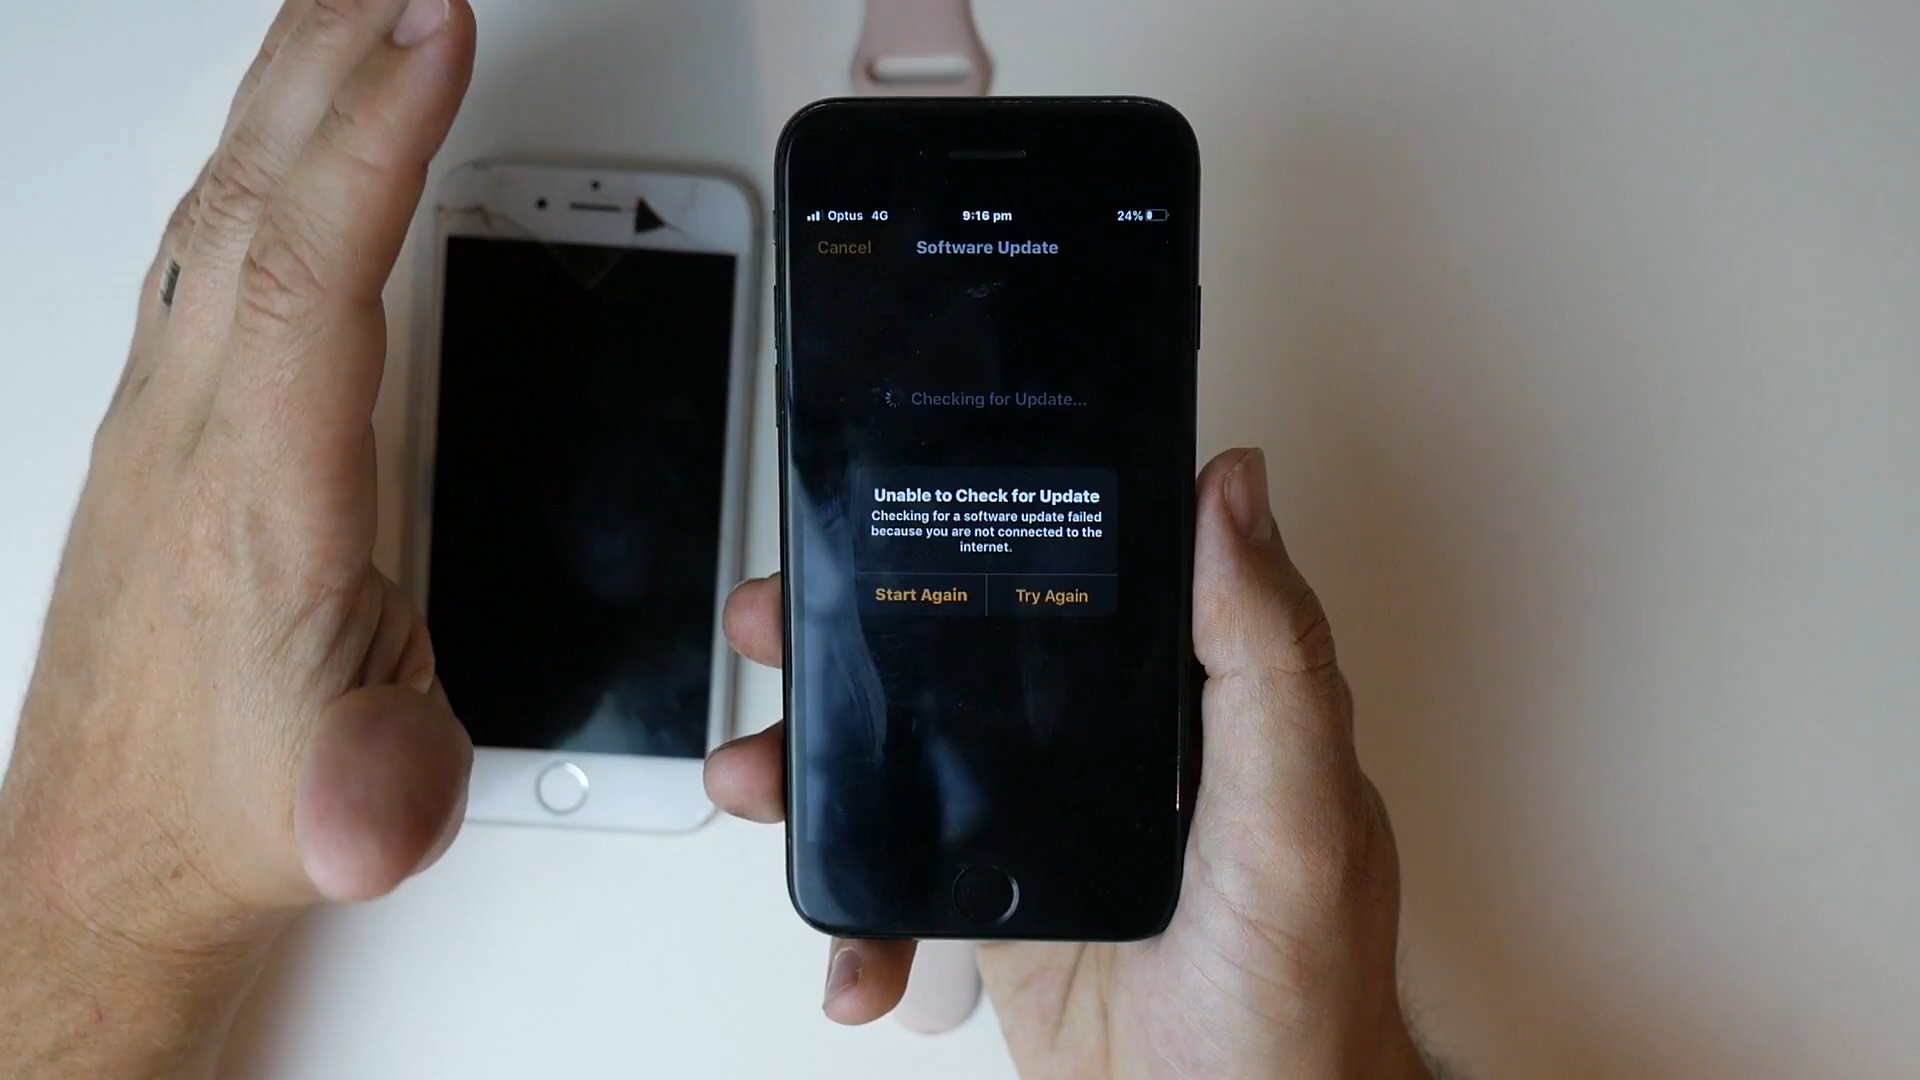 Optus 4G 9:16 pm 24%
Cancel Software Update
Checking for Update...
Unable to Check for Update
Checking for a software update failed
because you are not connected to the
internet.
Start Again Try Again